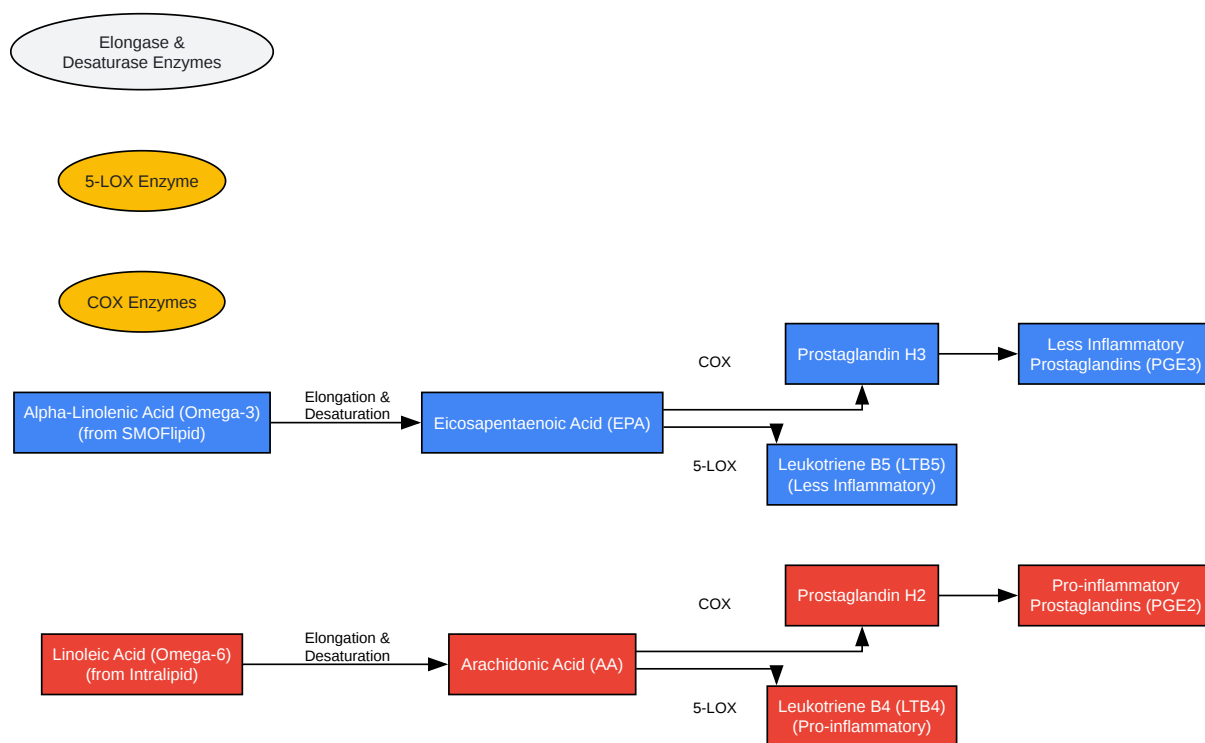 Elongase &
Desaturase Enzymes
5-LOX Enzyme
COX Enzymes
Prostaglandin H3
Less Inflammatory
Prostaglandins (PGE3)
COX
Alpha-Linolenic Acid (Omega-3)
(from SMOFlipid)
Elongation &
Desaturation
Eicosapentaenoic Acid (EPA)
5-LOX
Leukotriene B5 (LTB5)
(Less Inflammatory)
Prostaglandin H2
Pro-inflammatory
Prostaglandins (PGE2)
COX
Linoleic Acid (Omega-6)
(from Intralipid)
Elongation &
Desaturation
Arachidonic Acid (AA)
5-LOX
Leukotriene B4 (LTB4)
(Pro-inflammatory)